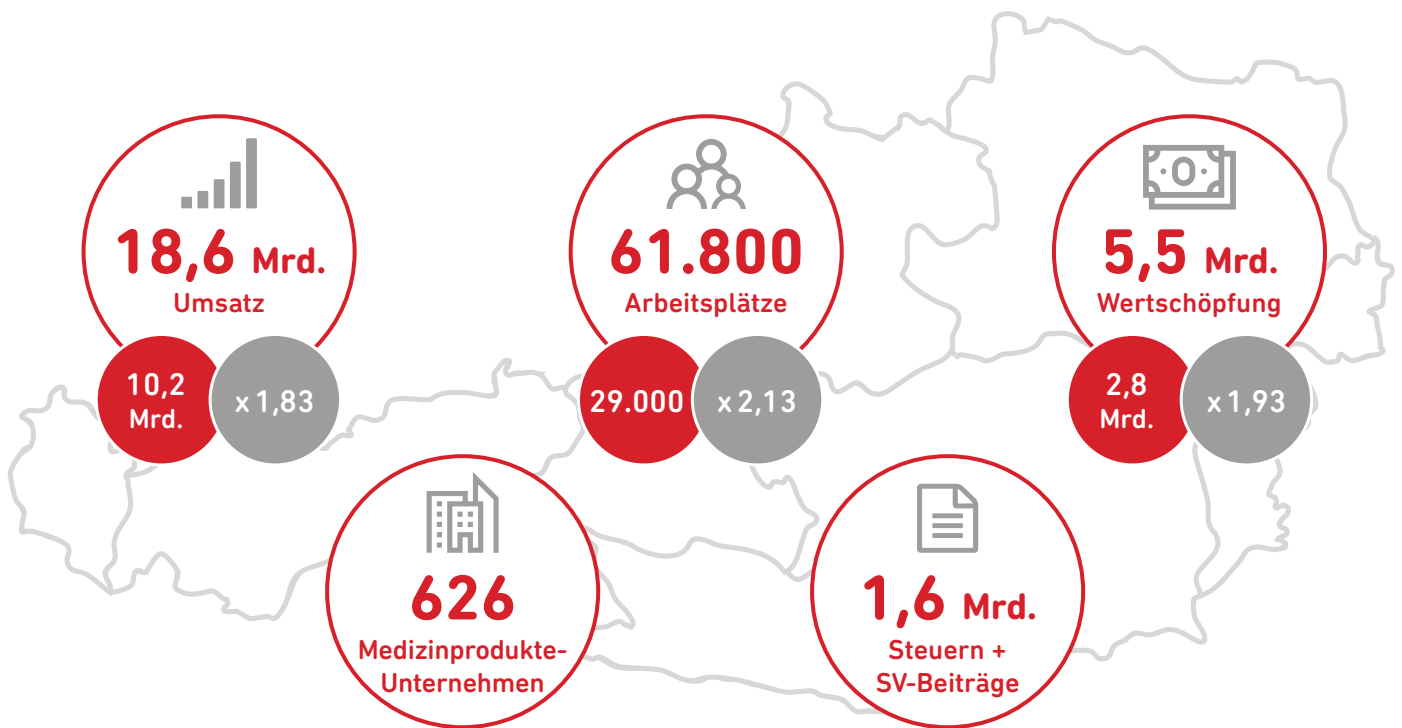 18,6 Mrd.
Umsatz
10,2
Mrd.
x 1,83
61.800
Arbeitsplätze
29.000
x 2,13
5,5 Mrd.
Wertschöpfung
2,8
Mrd.
x 1,93
626
Medizinprodukte-
Unternehmen
1,6 Mrd.
Steuern +
SV-Beiträge